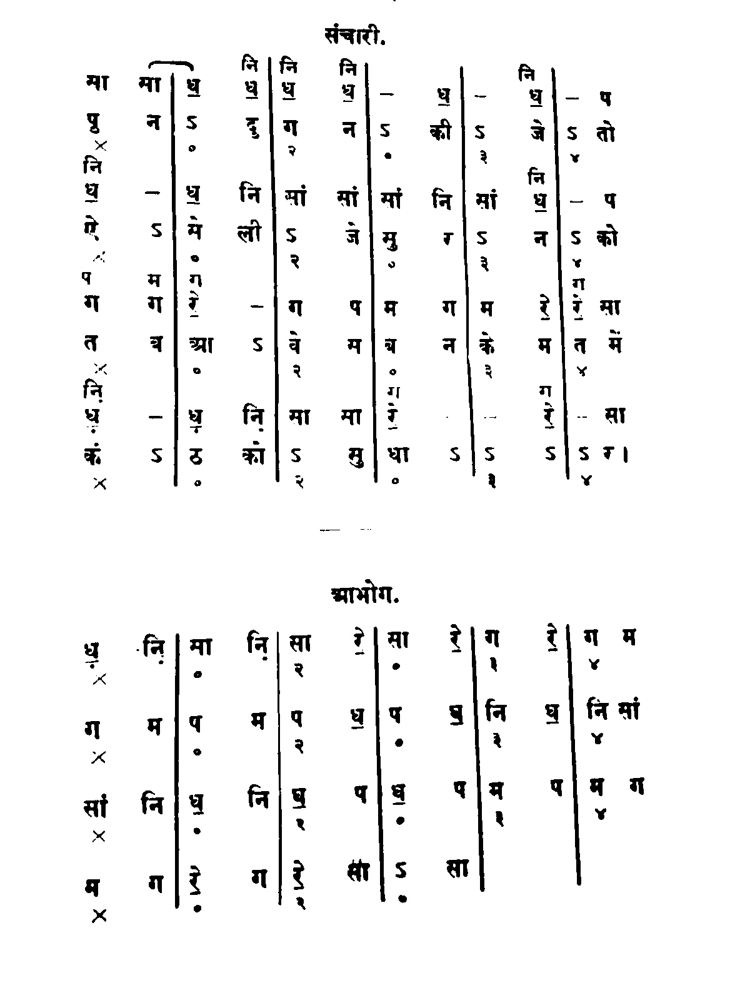 संचारी.
नि नि नि नि
सा सा ध॒ ध॒ ध॒ ध॒ – ध॒ – ध॒ – प
पु न ऽ दु ग न ऽ की ऽ जे ऽ तो
× ० २ ० ३ ४
नि नि
ध॒ – ध॒ नि सां सां सां नि सां ध॒ – प
ऐ ऽ मे ली ऽ जे मु र ऽ न ऽ को
× ० २ ० ३ ४
प म ग ग
ग ग रे॒ – ग प म ग म रे॒ रे॒ सा
त ब आ ऽ वे म ब न के म त में
× ० २ ० ३ ४
नि़ ग ग
ध़॒ – ध़॒ नि़ सा सा रे॒ - -- रे॒ -- सा
कं ऽ ठ कों ऽ सु धा ऽ ऽ ऽ ऽ र।
× ० २ ० ३ ४
आभोग.
ध़॒ नि़ सा नि़ सा रे॒ सा रे॒ ग रे॒ ग म
× ० २ ० ३ ४
ग म प म प ध॒ प ध॒ नि ध॒ नि सां
× ० २ ० ३ ४
सां नि ध॒ नि ध॒ प ध॒ प म प म ग
× ० २ ० ३ ४
म ग रे॒ ग रे॒ सा ऽ सा
× ० २ ०